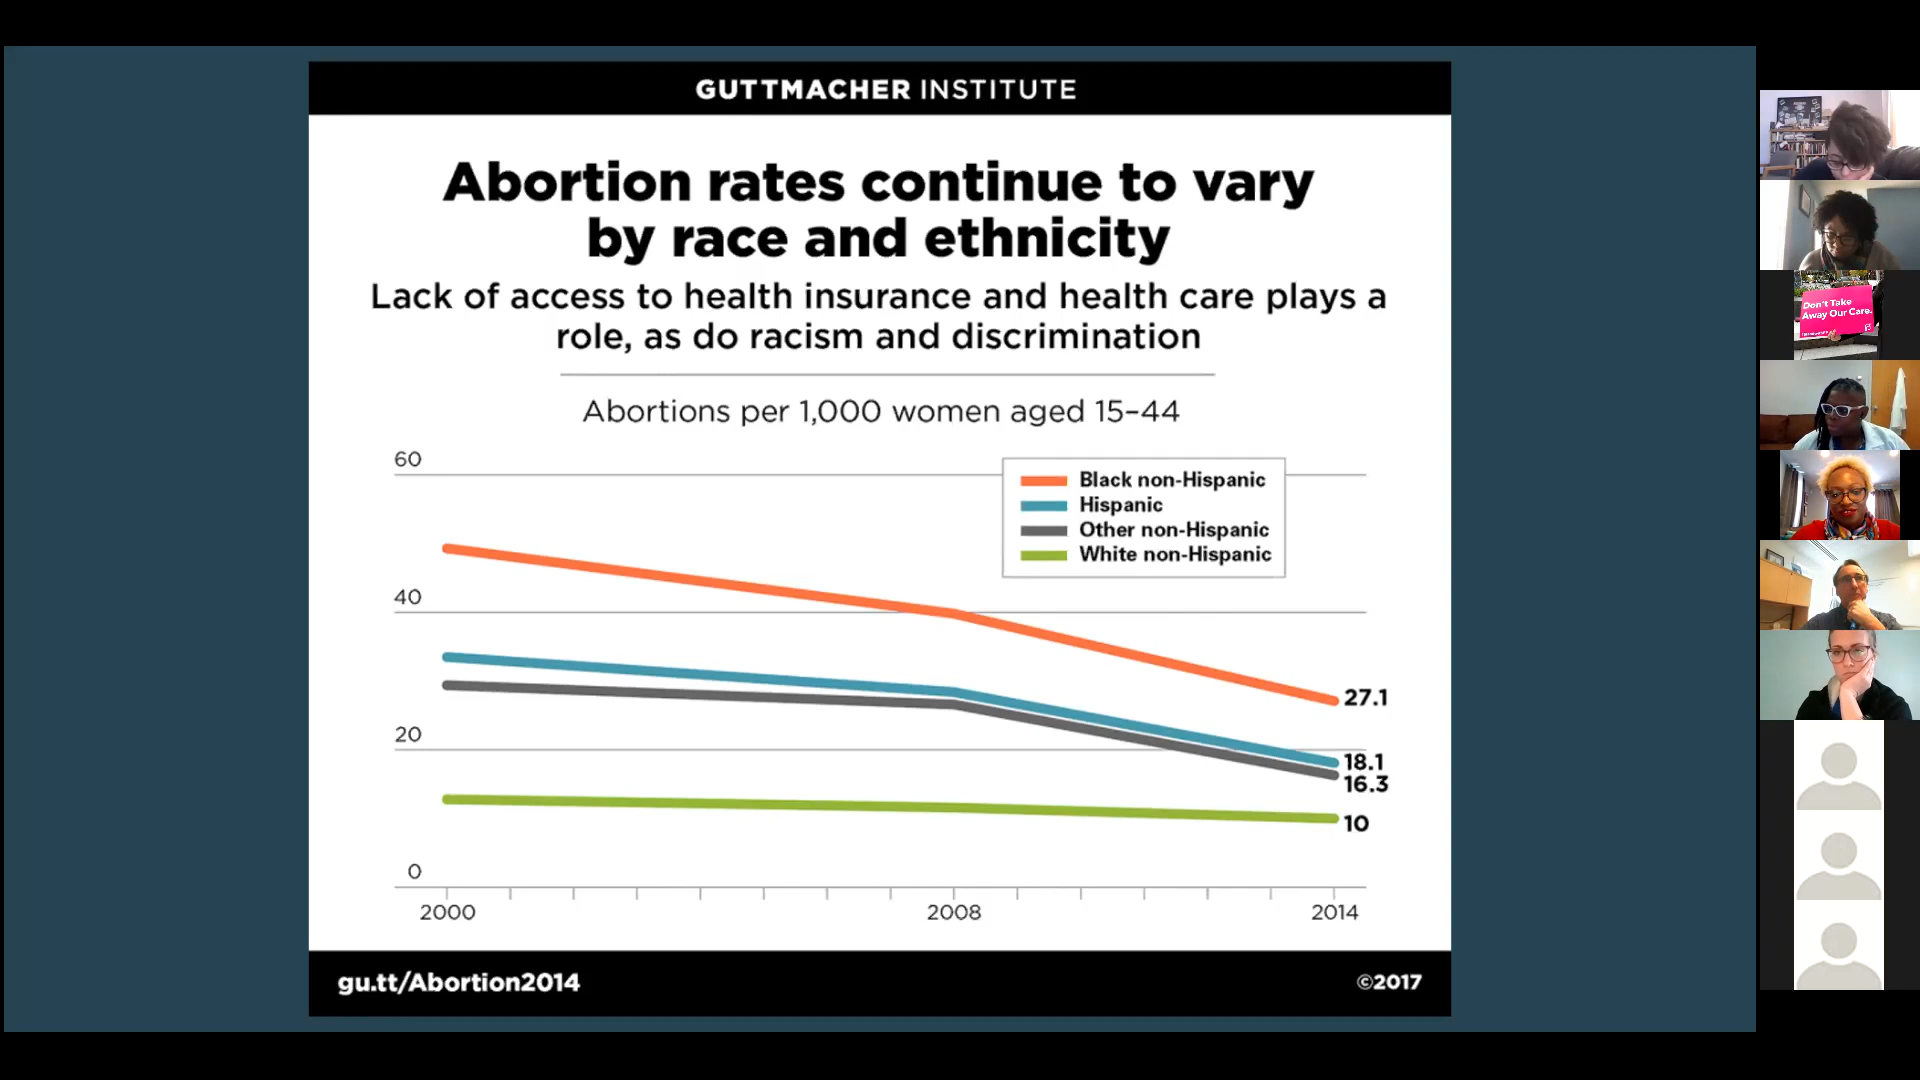 GUTTMACHER INSTITUTE
Abortion rates continue to vary
by race and ethnicity
Lack of access to health insurance and health care plays a
role, as do racism and discrimination
Abortions per 1,000 women aged 15–44
60
Black non-Hispanic
Hispanic
Other non-Hispanic
White non-Hispanic
40
27.1
20
18.1
16.3
10
0
2000
2008
2014
gu.tt/Abortion2014
©2017
Don't Take
Away Our Care.